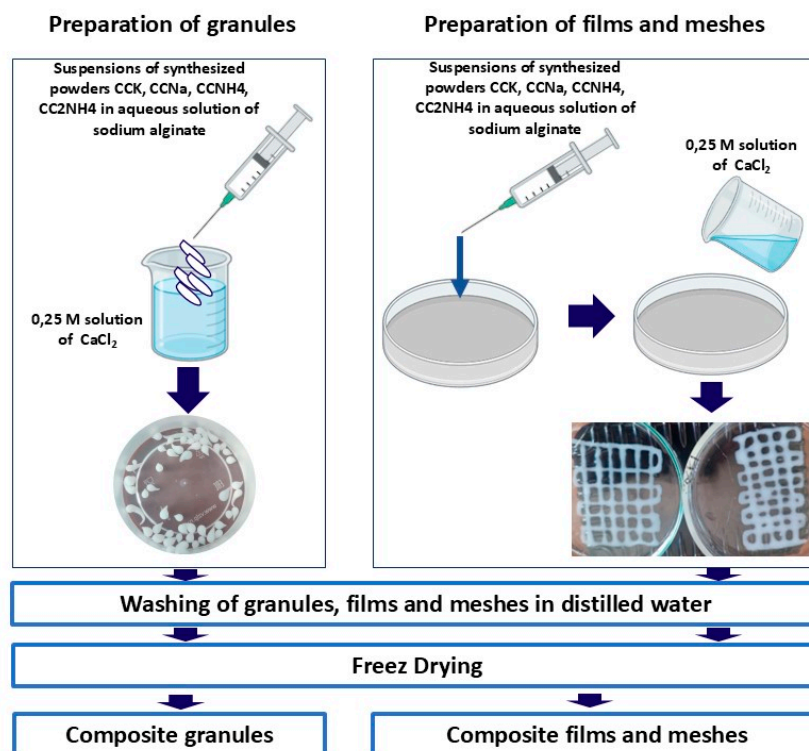 Preparation of granules
Suspensions of synthesized
powders CCK, CCNa, CCNH4,
CC2NH4 in aqueous solution of
sodium alginate
0,25 M solution
of CaCl₂
Preparation of films and meshes
Suspensions of synthesized
powders CCK, CCNa, CCNH4,
CC2NH4 in aqueous solution of
sodium alginate
0,25 M solution
of CaCl₂
Washing of granules, films and meshes in distilled water
Freez Drying
Composite granules
Composite films and meshes